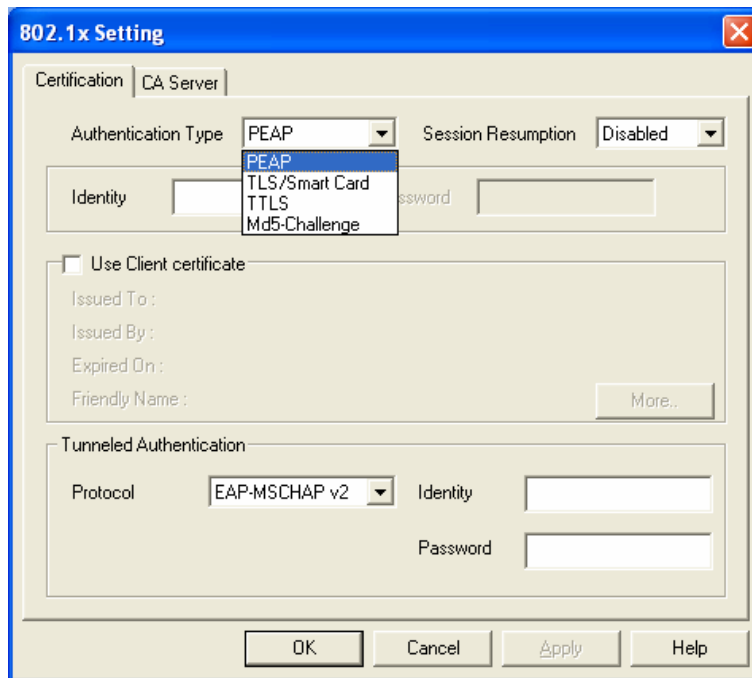 802.1x Setting
Certification CA Server
Authentication Type PEAP Session Resumption Disabled
PEAP
TLS/Smart Card
TTLS
Md5-Challenge
Identity ssword
Use Client certificate
Issued To :
Issued By :
Expired On :
Friendly Name :
More..
Tunneled Authentication
Protocol EAP-MSCHAP v2 Identity
Password
OK Cancel Apply Help